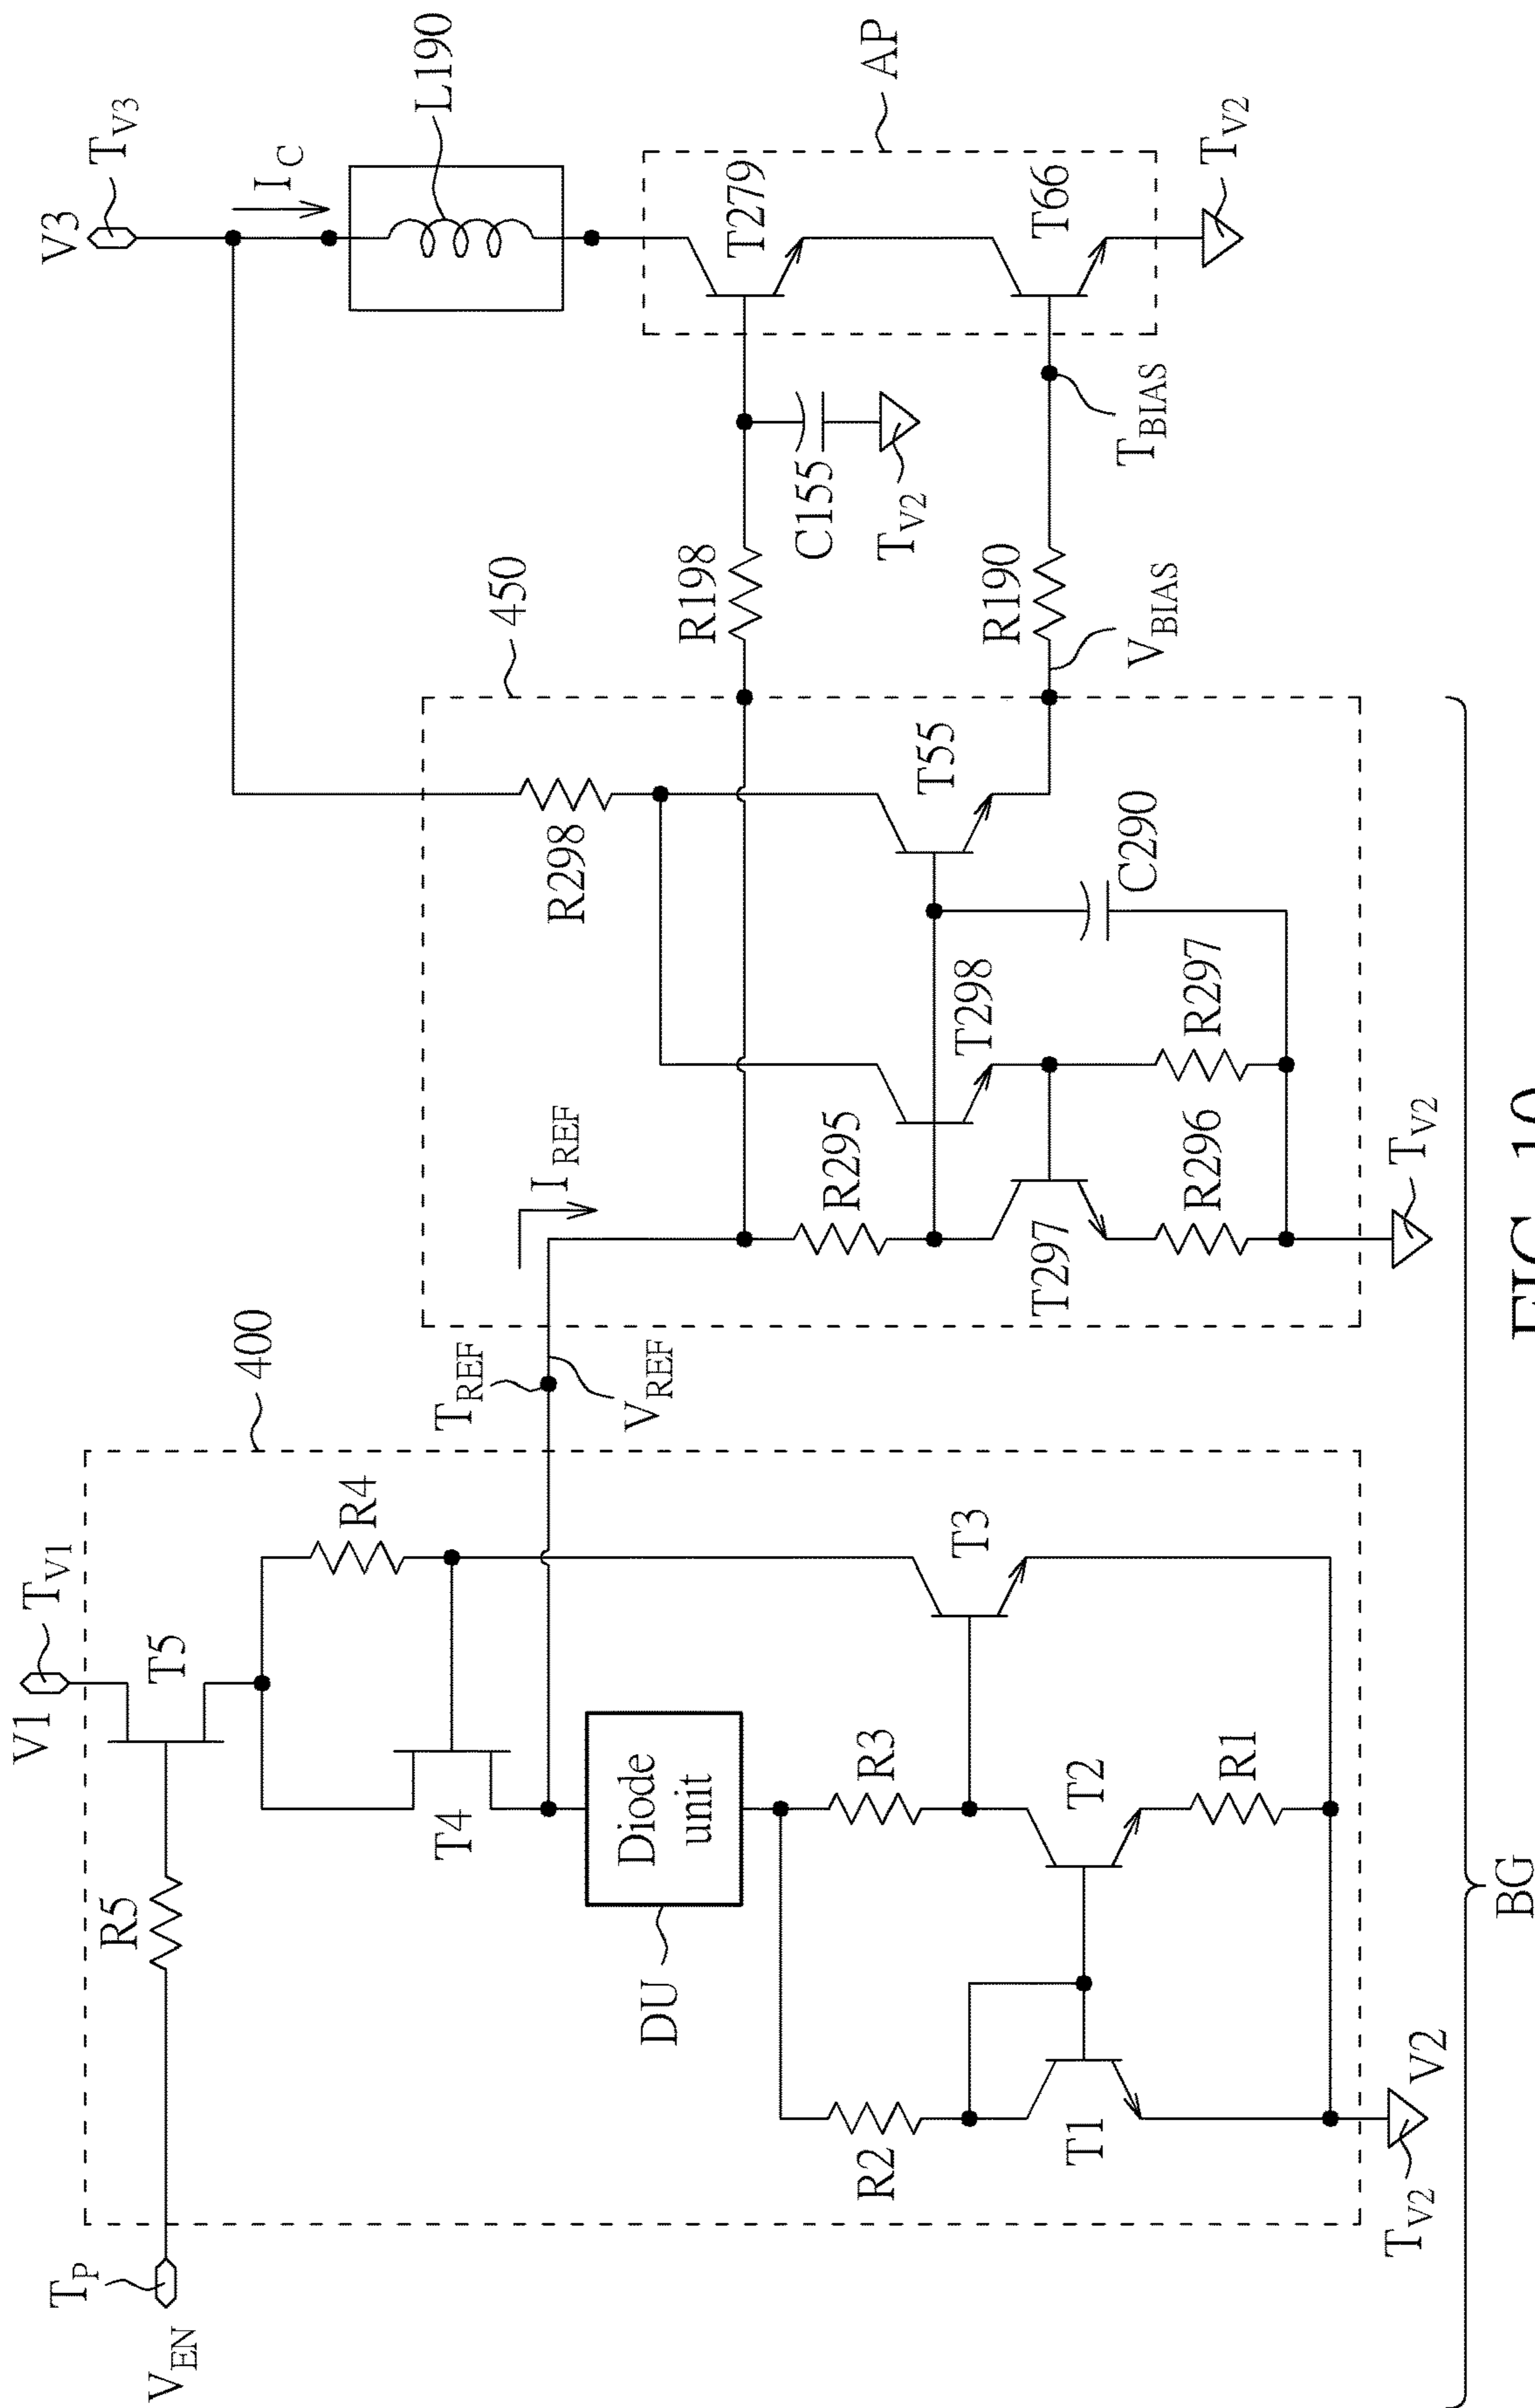 V3
T_V3
I_C
L190
AP
T279
T66
T_V2
C155
T_V2
T_BIAS
R198
R190
V_BIAS
450
R298
T55
C290
T298
R297
I_REF
R295
R296
T297
T_V2
T_REF
V_REF
400
V1
T_V1
T5
R4
T3
T4
Diode
unit
DU
R5
R3
T2
R1
R2
T1
T_V2
V2
T_P
V_EN
BG